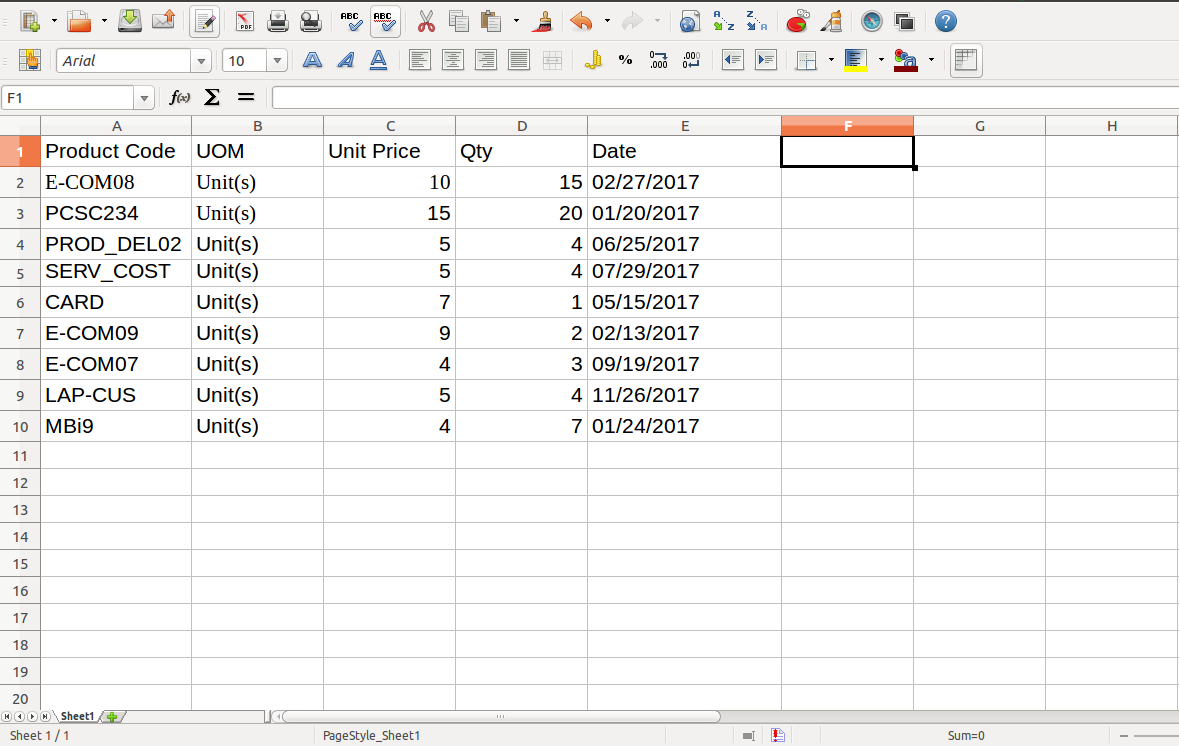 ABC ABC A Z Z A
Arial 10 A A A % .000 .000 a
F1 f(x) Σ =
A B C D E F G H
1 Product Code UOM Unit Price Qty Date
2 E-COM08 Unit(s) 10 15 02/27/2017
3 PCSC234 Unit(s) 15 20 01/20/2017
4 PROD_DEL02 Unit(s) 5 4 06/25/2017
5 SERV_COST Unit(s) 5 4 07/29/2017
6 CARD Unit(s) 7 1 05/15/2017
7 E-COM09 Unit(s) 9 2 02/13/2017
8 E-COM07 Unit(s) 4 3 09/19/2017
9 LAP-CUS Unit(s) 5 4 11/26/2017
10 MBi9 Unit(s) 4 7 01/24/2017
11
12
13
14
15
16
17
18
19
20
Sheet1
Sheet 1 / 1 PageStyle_Sheet1 Sum=0